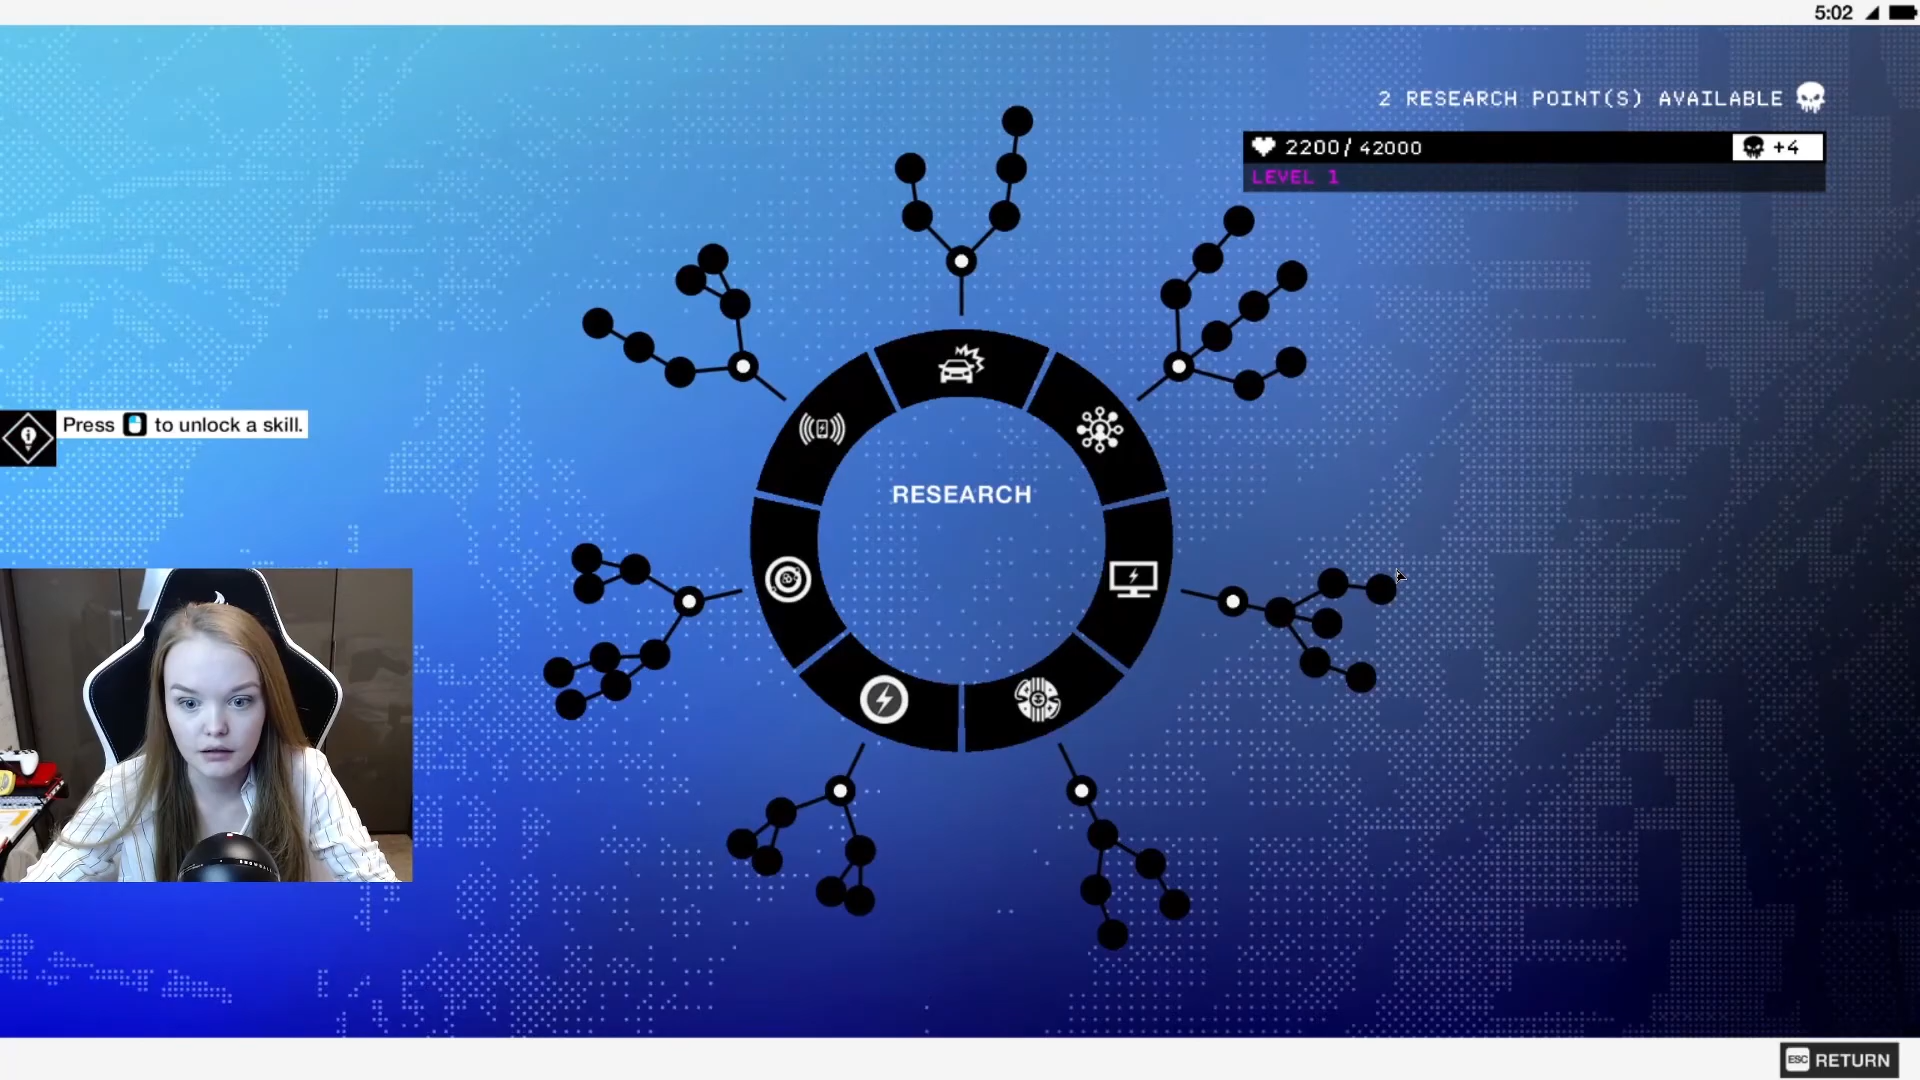 5:02
2 RESEARCH POINT(S) AVAILABLE
2200/ 42000
+4
LEVEL 1
Press to unlock a skill.
RESEARCH
ESC RETURN